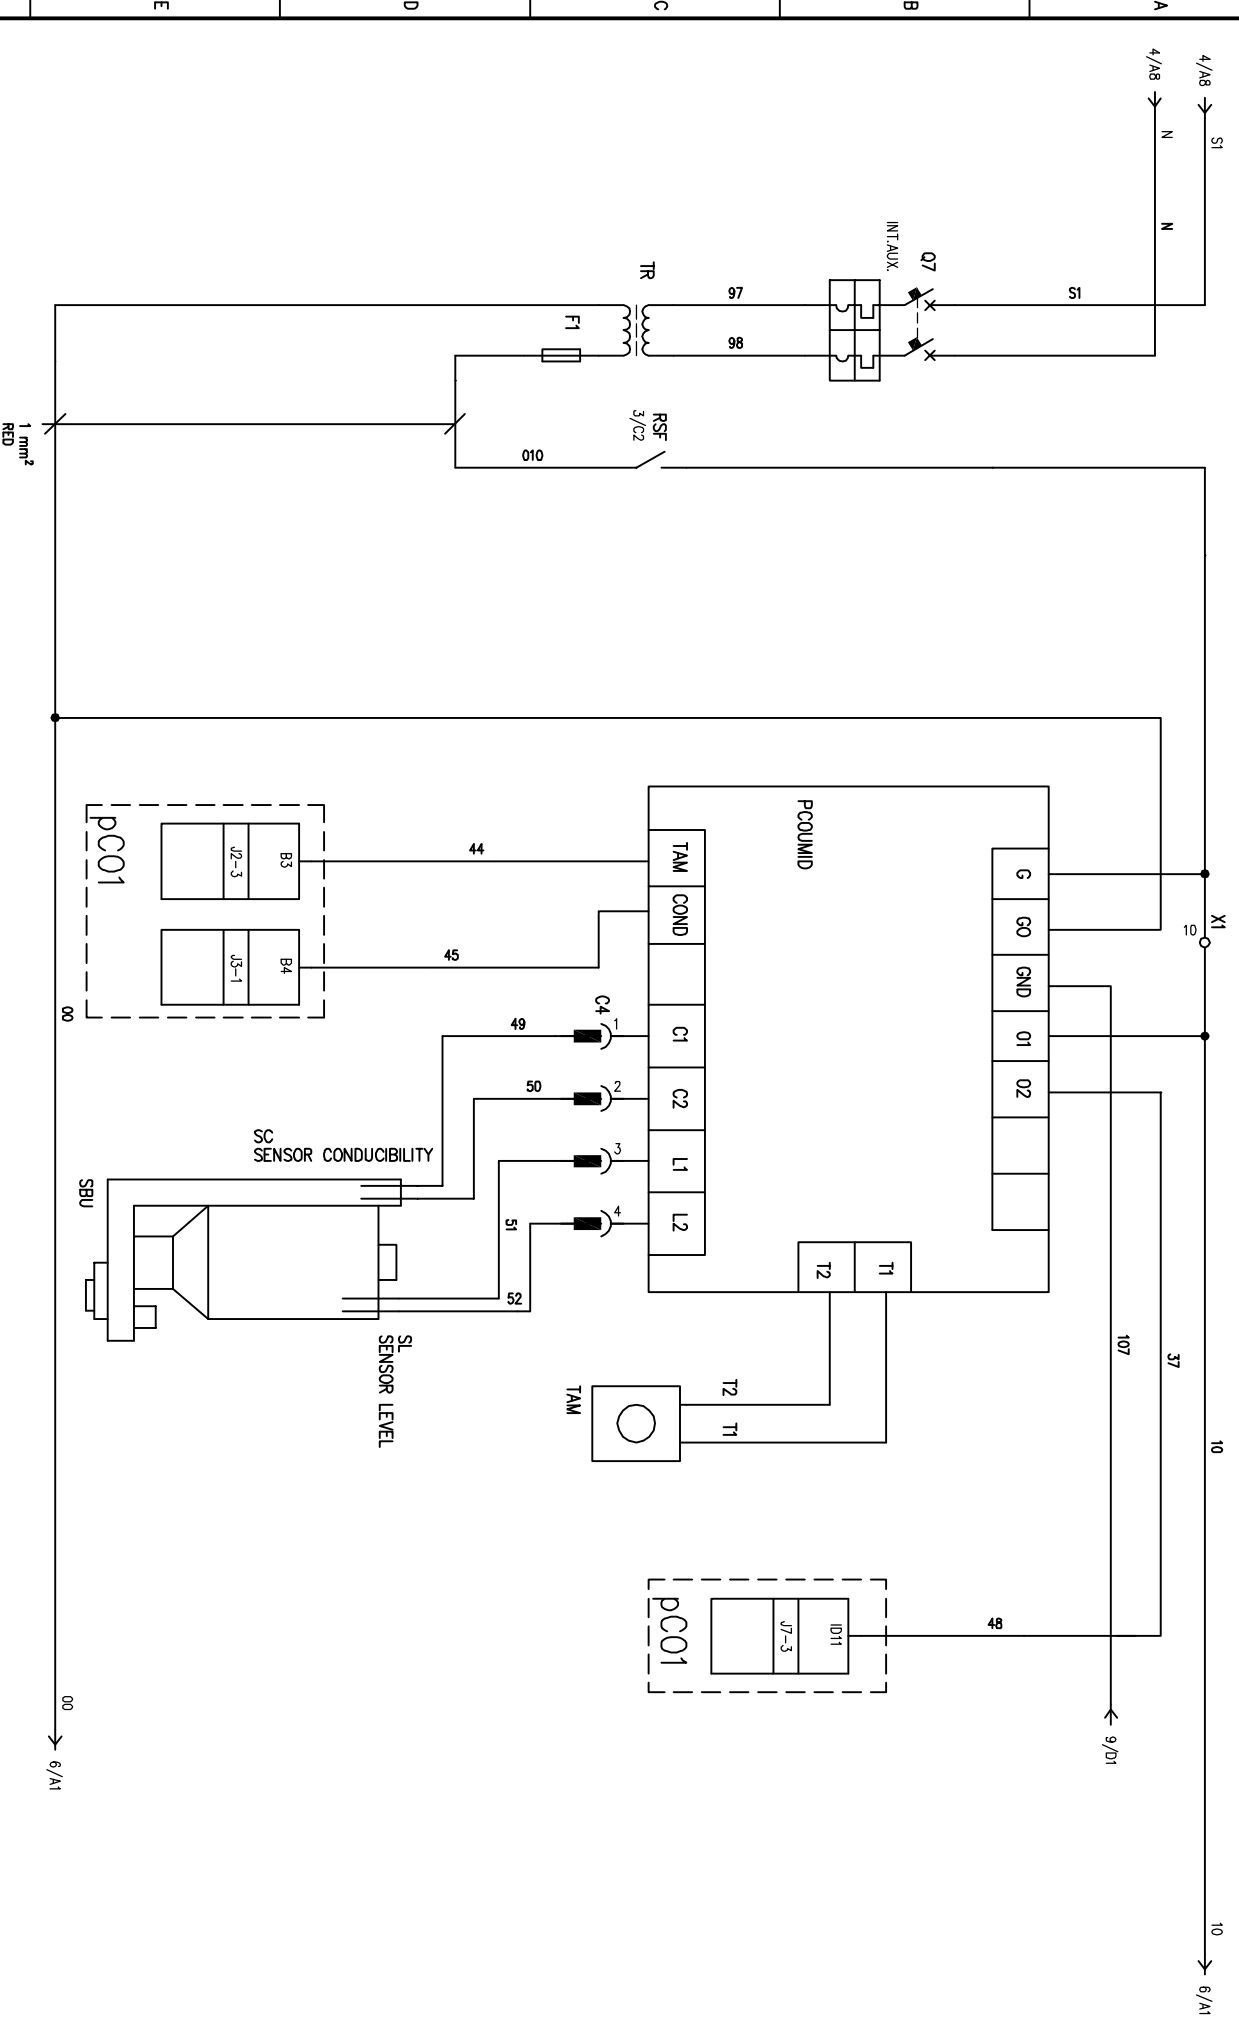 A
B
C
D
E
4/A8
S1
S1
4/A8
N
N
Q7
INT.AUX.
97
98
TR
F1
RSF
3/C2
010
1 mm²
RED
X1
10
10
10
6/A1
G
GO
GND
O1
O2
PCOUMID
TAM
COND
C1
C2
L1
L2
T1
T2
37
107
9/D1
48
ID11
J7-3
pCO1
T2
T1
TAM
44
45
B3
J2-3
B4
J3-1
pCO1
C4
1
2
3
4
49
50
51
52
SC
SENSOR CONDUCIBILITY
SBU
SL
SENSOR LEVEL
00
00
6/A1